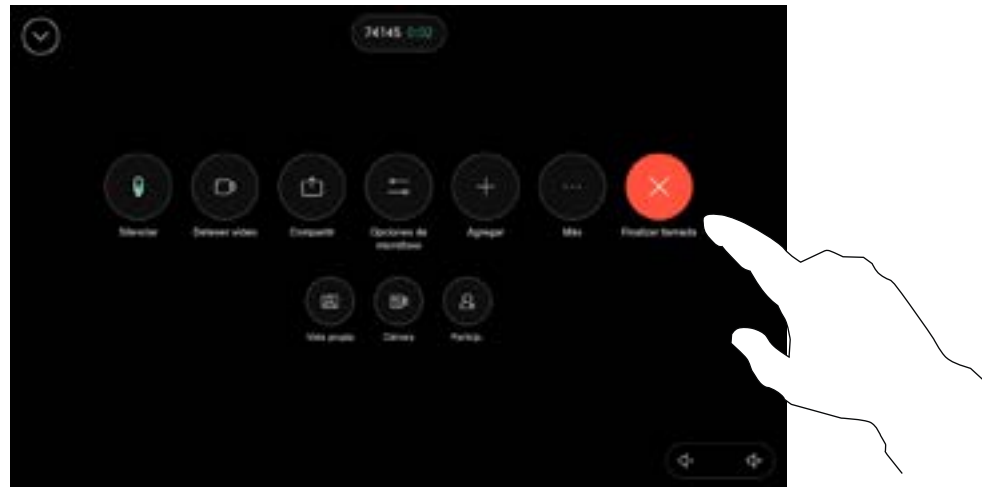 74145 0:02
Silenciar
Detener video
Compartir
Opciones de
micrófono
Agregar
Más
Finalizar llamada
Vista propia
Cámara
Particip.